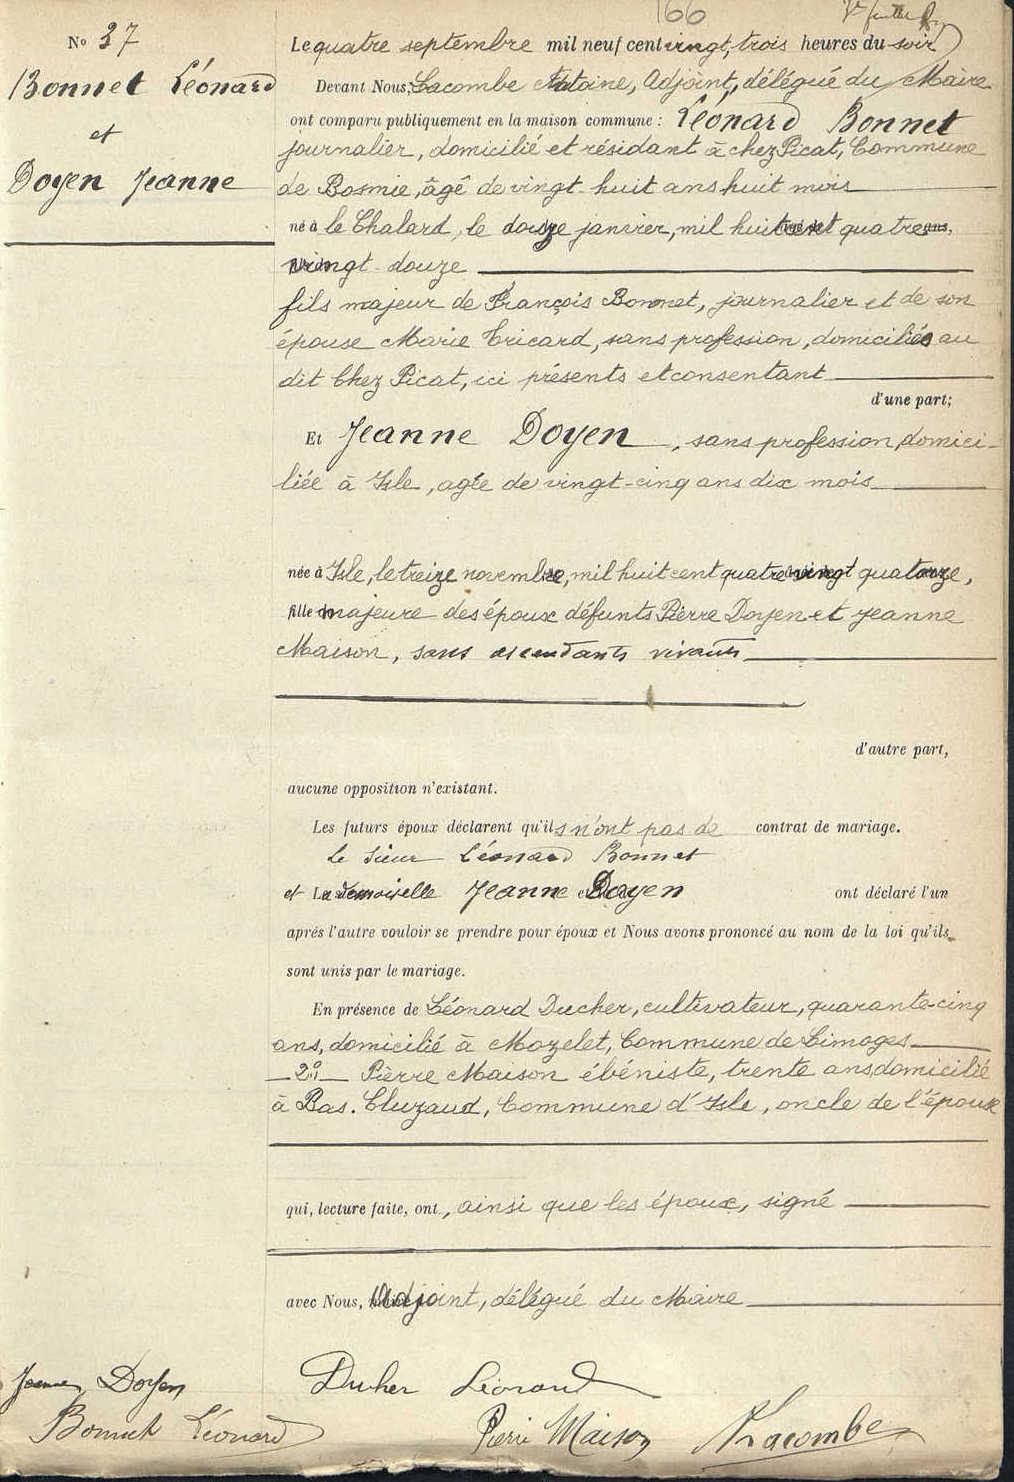 166
Nº 37
Bonnet Léonard
et
Doyen Jeanne
Le quatre septembre mil neuf cent vingt, trois heures du soir
Devant Nous, Lacombe Antoine, Adjoint, délégué du Maire
ont comparu publiquement en la maison commune : Léonard Bonnet
journalier, domicilié et résidant à chez Picat, Commune
de Bosmie, âgé de vingt-huit ans huit mois
né à le Chalard, le douze janvier, mil huit cent quatre
vingt-douze
fils majeur de François Bonnet, journalier et de son
épouse Marie Tricard, sans profession, domiciliés au
dit Chez Picat, ici présents et consentant
d'une part;
Et Jeanne Doyen, sans profession, domici-
liée à Isle, agée de vingt-cinq ans dix mois
née à Isle, le treize novembre, mil huit cent quatre vingt quatorze,
fille majeure des époux défunts Pierre Doyen et Jeanne
Maison, sans ascendants vivants
d'autre part,
aucune opposition n'existant.
Les futurs époux déclarent qu'ils n'ont pas de contrat de mariage.
Le sieur Léonard Bonnet
et La demoiselle Jeanne Doyen ont déclaré l'un
après l'autre vouloir se prendre pour époux et Nous avons prononcé au nom de la loi qu'ils
sont unis par le mariage.
En présence de Léonard Ducher, cultivateur, quarante-cinq
ans, domicilié à Mozelet, Commune de Limoges
2º Pierre Maison ébéniste, trente ans, domicilié
à Bas. Cluzaud, Commune d'Isle, oncle de l'épouse
qui, lecture faite, ont, ainsi que les époux, signé
avec Nous, Adjoint, délégué du Maire
Jeanne Doyen
Ducher Léonard
Bonnet Léonard
Pierre Maison
Lacombe